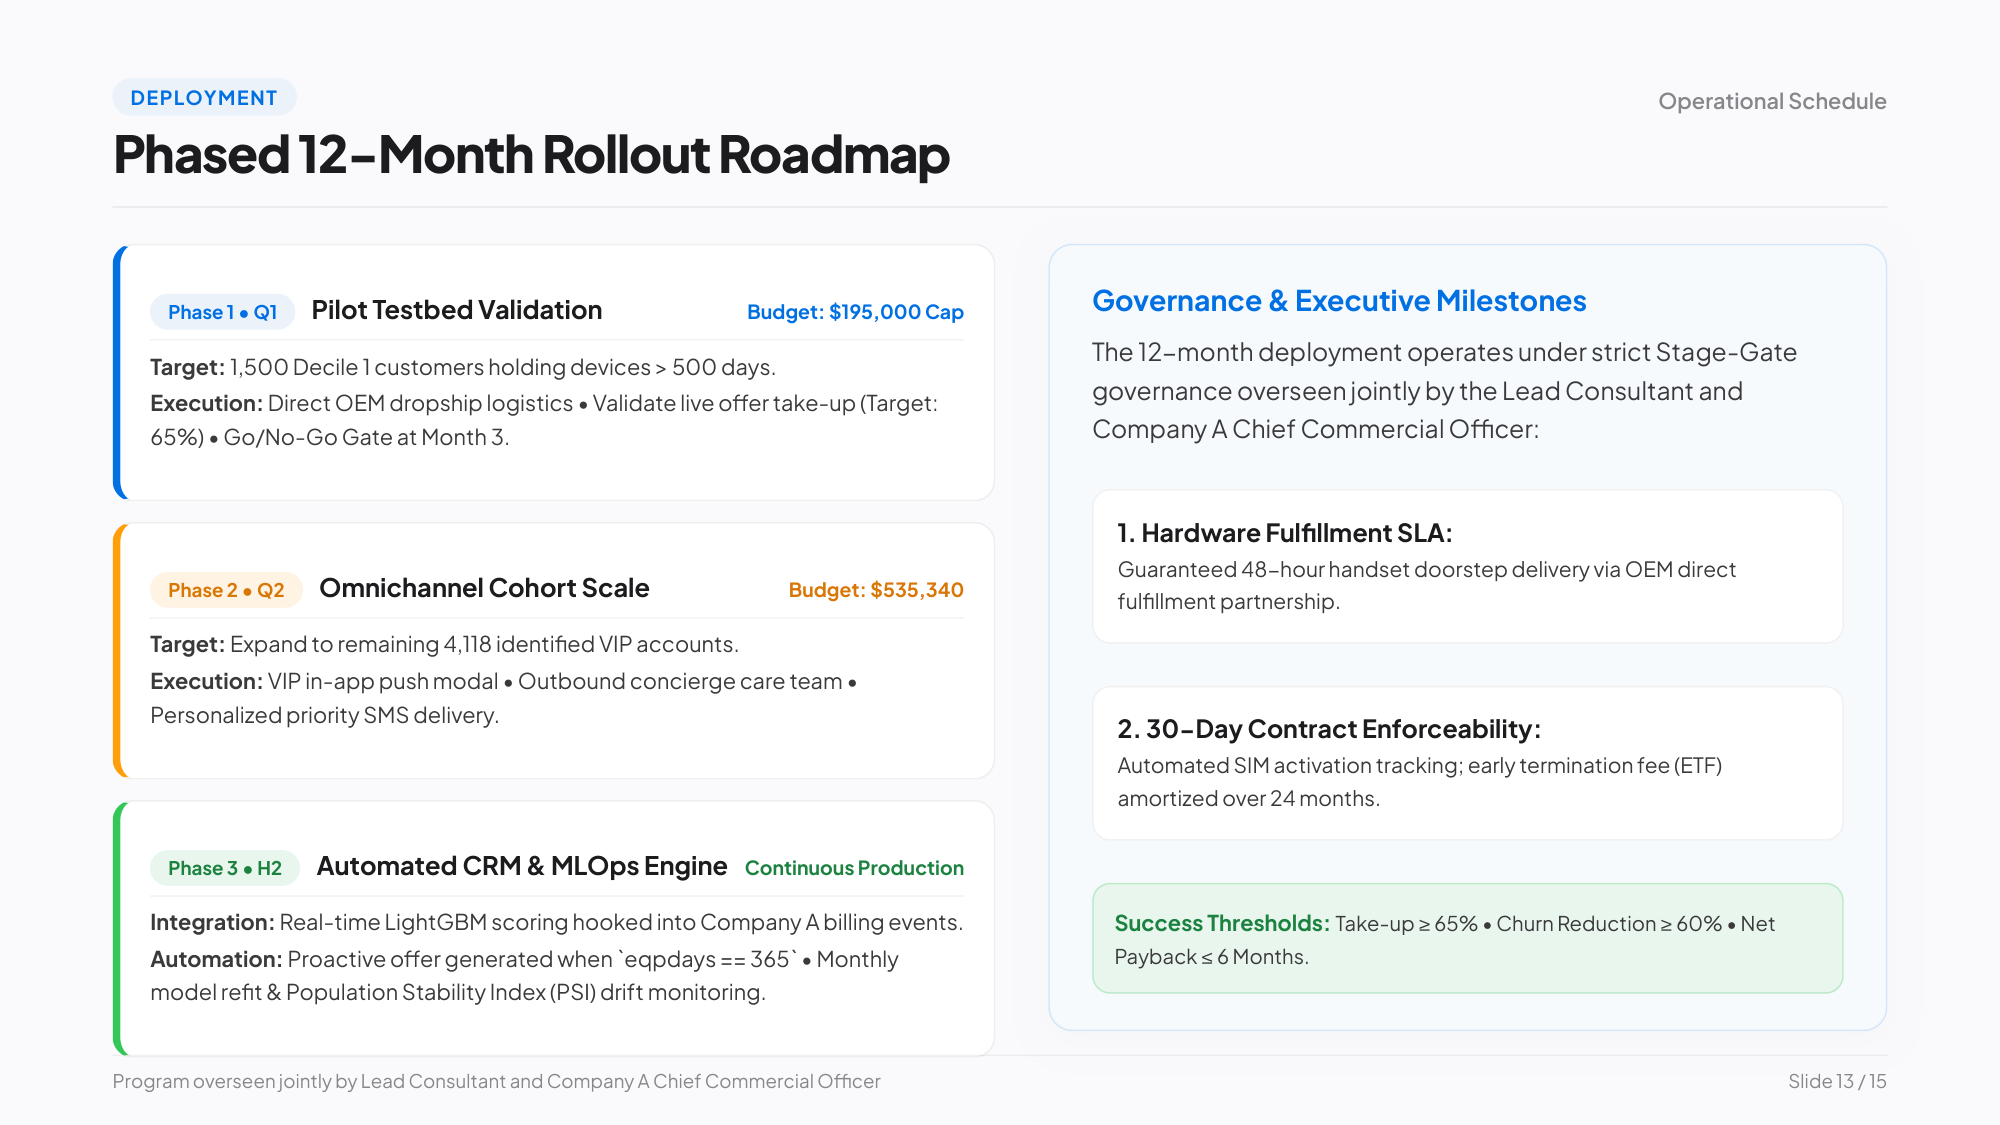 DEPLOYMENT
Operational Schedule
Phased 12-Month Rollout Roadmap
Phase 1 • Q1 Pilot Testbed Validation Budget: $195,000 Cap
Target: 1,500 Decile 1 customers holding devices > 500 days.
Execution: Direct OEM dropship logistics • Validate live offer take-up (Target:
65%) • Go/No-Go Gate at Month 3.
Phase 2 • Q2 Omnichannel Cohort Scale Budget: $535,340
Target: Expand to remaining 4,118 identified VIP accounts.
Execution: VIP in-app push modal • Outbound concierge care team •
Personalized priority SMS delivery.
Phase 3 • H2 Automated CRM & MLOps Engine Continuous Production
Integration: Real-time LightGBM scoring hooked into Company A billing events.
Automation: Proactive offer generated when `eqpdays == 365` • Monthly
model refit & Population Stability Index (PSI) drift monitoring.
Governance & Executive Milestones
The 12-month deployment operates under strict Stage-Gate
governance overseen jointly by the Lead Consultant and
Company A Chief Commercial Officer:
1. Hardware Fulfillment SLA:
Guaranteed 48-hour handset doorstep delivery via OEM direct
fulfillment partnership.
2. 30-Day Contract Enforceability:
Automated SIM activation tracking; early termination fee (ETF)
amortized over 24 months.
Success Thresholds: Take-up ≥ 65% • Churn Reduction ≥ 60% • Net
Payback ≤ 6 Months.
Program overseen jointly by Lead Consultant and Company A Chief Commercial Officer
Slide 13 / 15